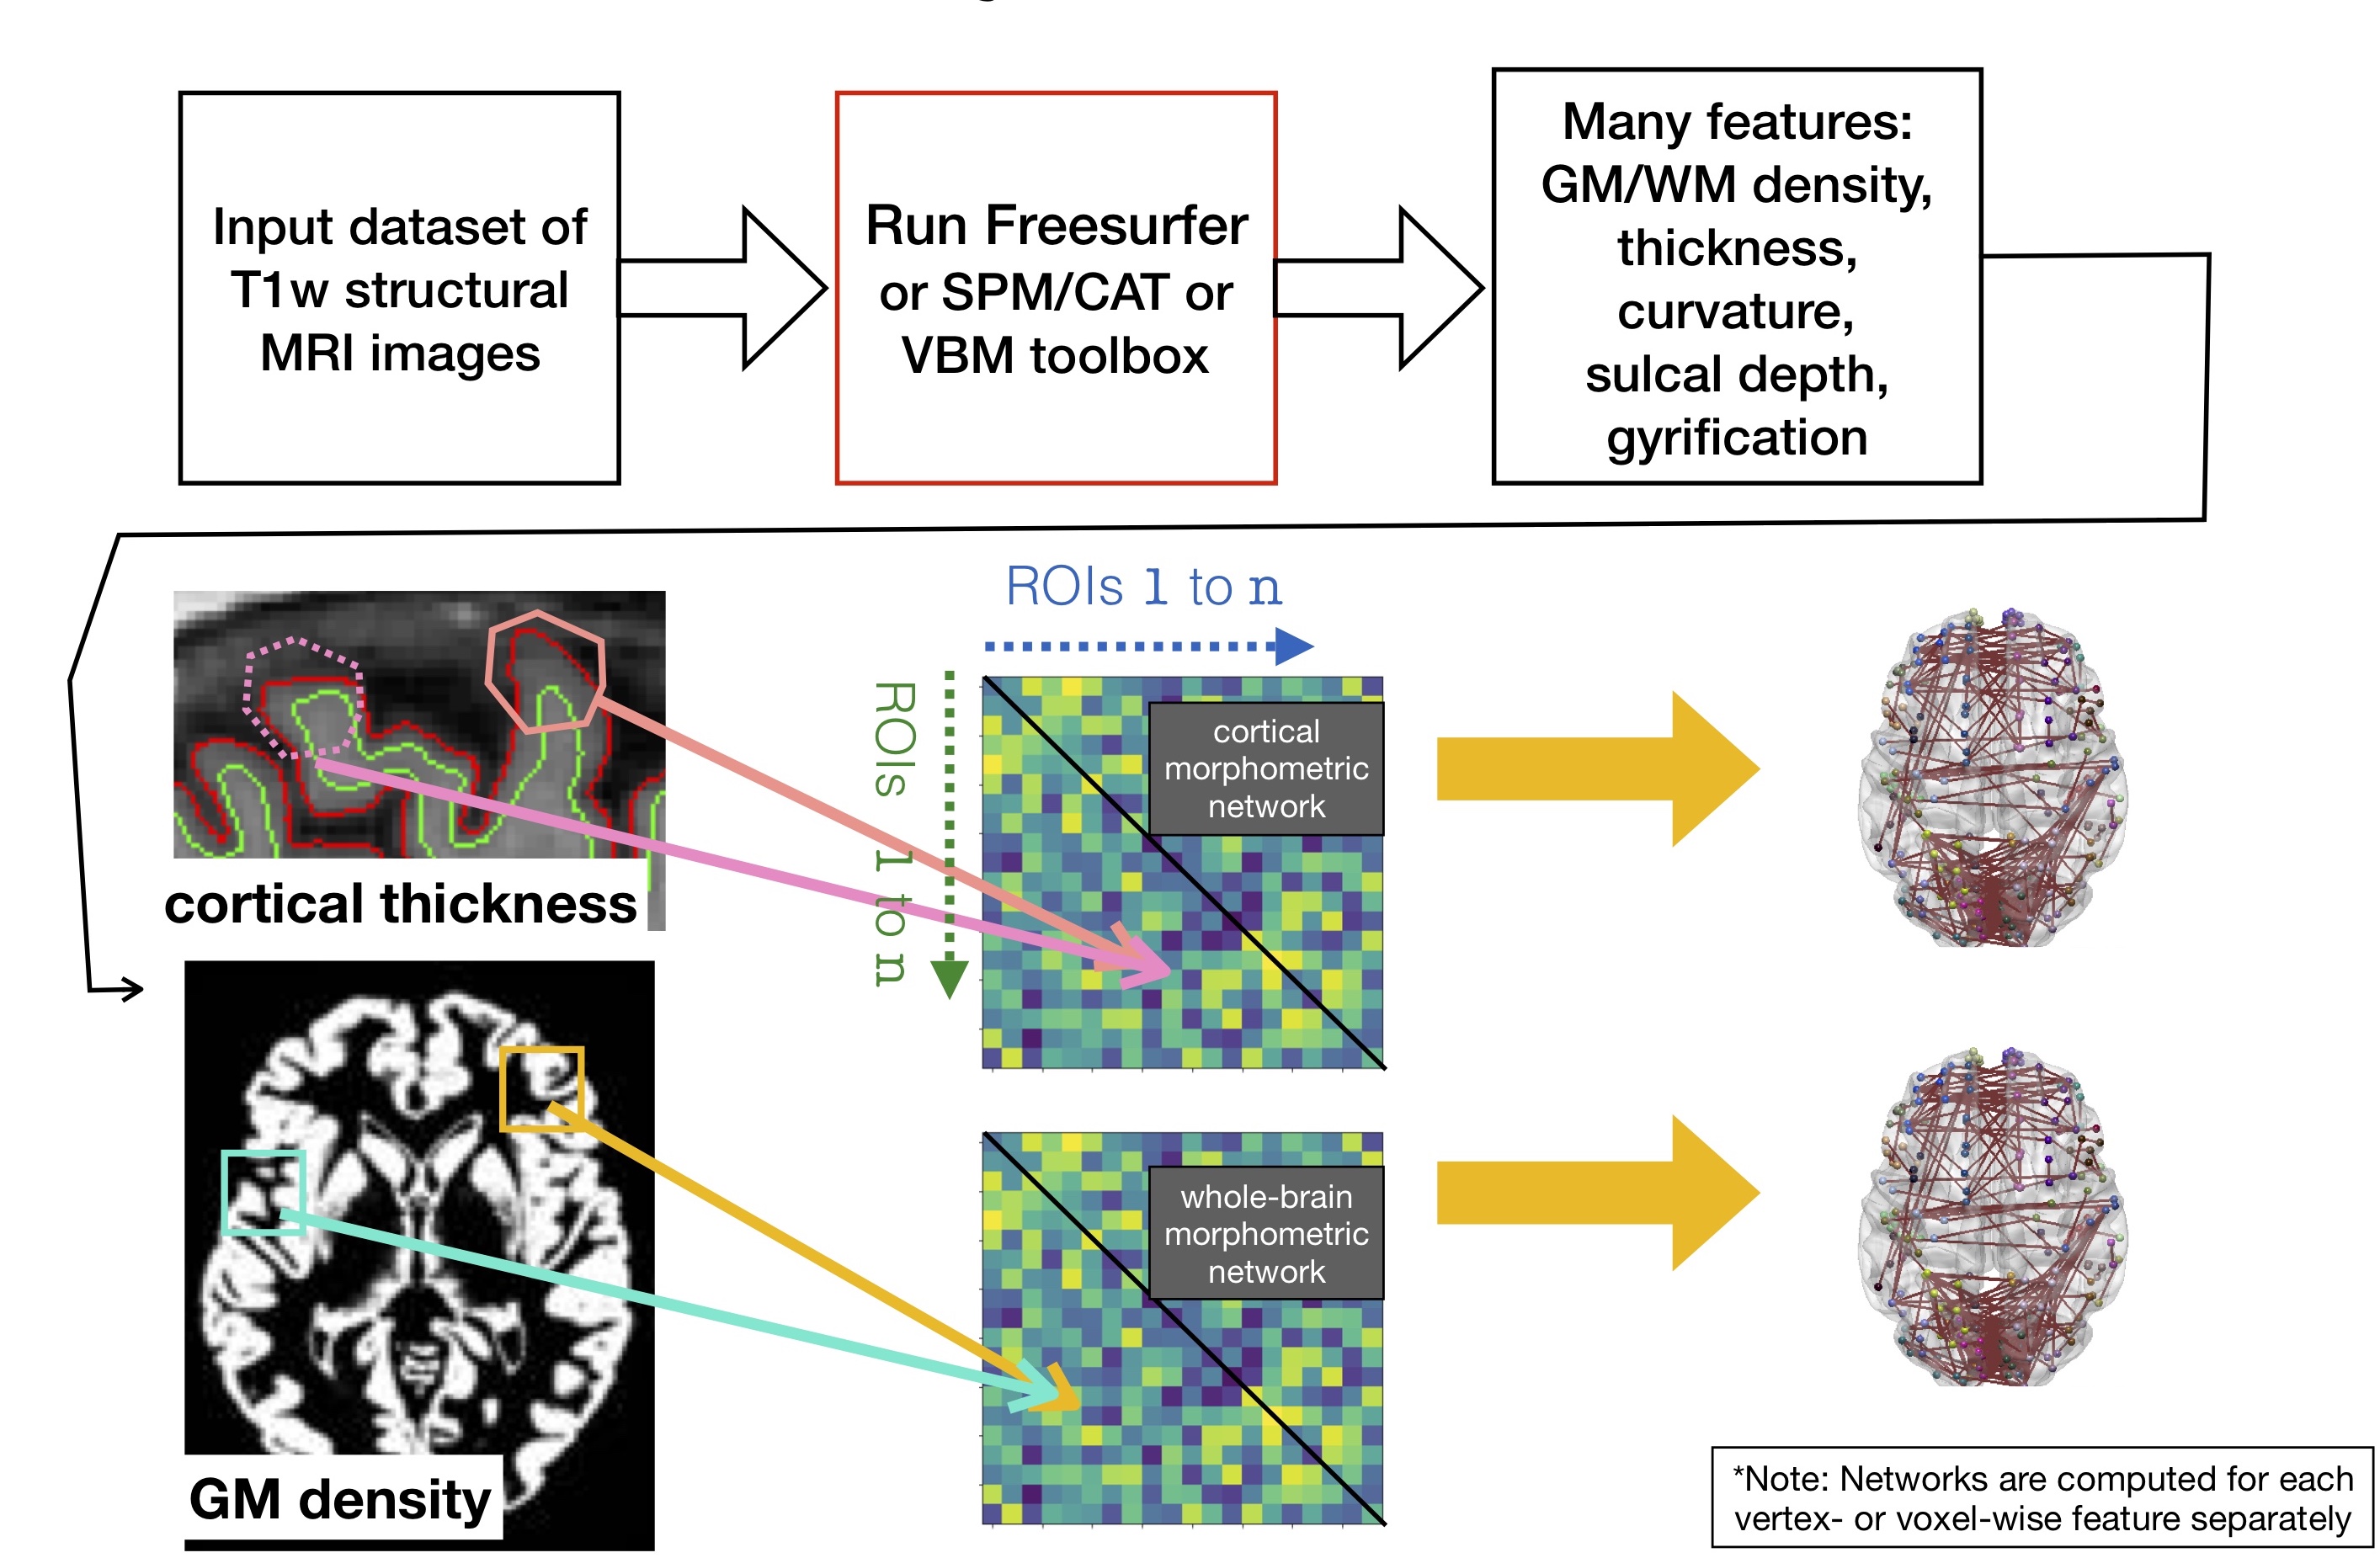 Input dataset of
T1w structural
MRI images
Run Freesurfer
or SPM/CAT or
VBM toolbox
Many features:
GM/WM density,
thickness,
curvature,
sulcal depth,
gyrification
ROIs 1 to n
ROIs 1 to n
cortical
morphometric
network
cortical thickness
whole-brain
morphometric
network
GM density
*Note: Networks are computed for each
vertex- or voxel-wise feature separately